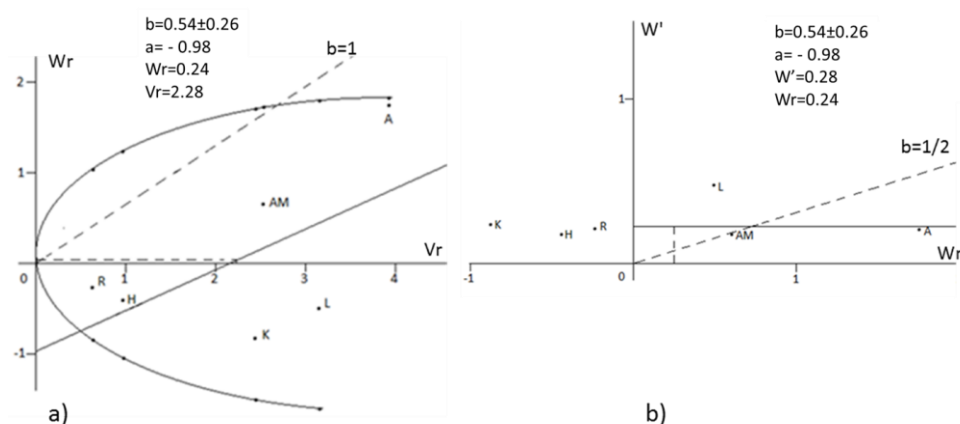 b=0.54±0.26
a= - 0.98
Wr=0.24
Vr=2.28
Wr
b=1
2
A
1
AM
Vr
0
1
2
3
4
R
H
L
K
-1
a)
W'
b=0.54±0.26
a= - 0.98
W’=0.28
Wr=0.24
1
b=1/2
L
K
H
R
AM
A
Wr
-1
0
1
b)